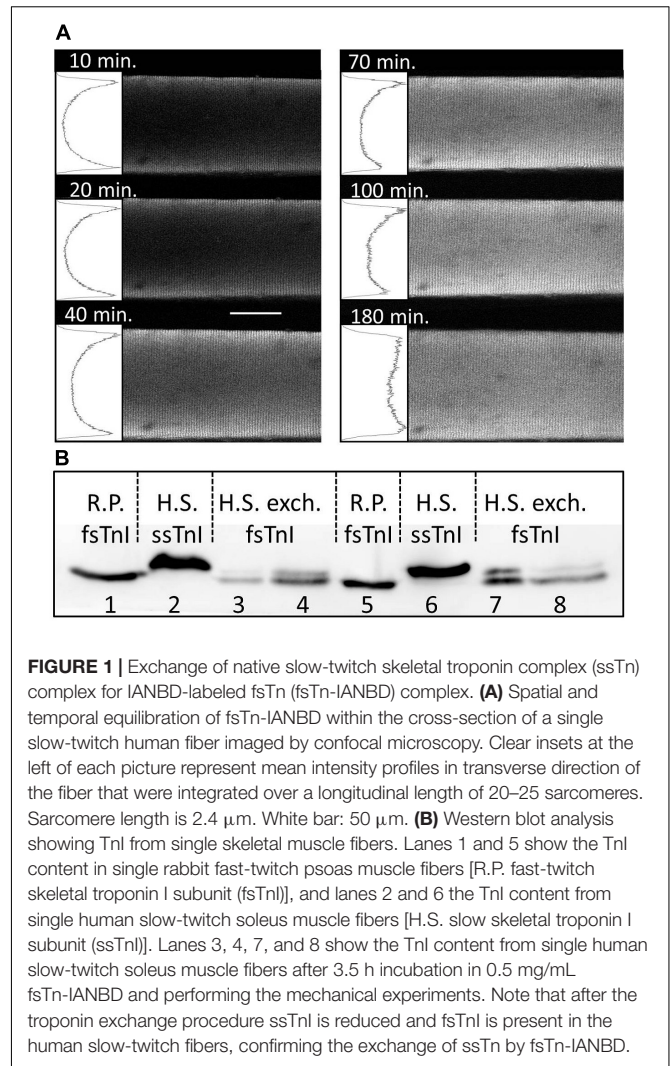 A
10 min.
70 min.
20 min.
100 min.
40 min.
180 min.
B
R.P. H.S. H.S. exch. R.P. H.S. H.S. exch.
fsTnI ssTnI fsTnI fsTnI ssTnI fsTnI
1 2 3 4 5 6 7 8
FIGURE 1 | Exchange of native slow-twitch skeletal troponin complex (ssTn)
complex for IANBD-labeled fsTn (fsTn-IANBD) complex. (A) Spatial and
temporal equilibration of fsTn-IANBD within the cross-section of a single
slow-twitch human fiber imaged by confocal microscopy. Clear insets at the
left of each picture represent mean intensity profiles in transverse direction of
the fiber that were integrated over a longitudinal length of 20–25 sarcomeres.
Sarcomere length is 2.4 μm. White bar: 50 μm. (B) Western blot analysis
showing TnI from single skeletal muscle fibers. Lanes 1 and 5 show the TnI
content in single rabbit fast-twitch psoas muscle fibers [R.P. fast-twitch
skeletal troponin I subunit (fsTnI)], and lanes 2 and 6 the TnI content from
single human slow-twitch soleus muscle fibers [H.S. slow skeletal troponin I
subunit (ssTnI)]. Lanes 3, 4, 7, and 8 show the TnI content from single human
slow-twitch soleus muscle fibers after 3.5 h incubation in 0.5 mg/mL
fsTn-IANBD and performing the mechanical experiments. Note that after the
troponin exchange procedure ssTnI is reduced and fsTnI is present in the
human slow-twitch fibers, confirming the exchange of ssTn by fsTn-IANBD.